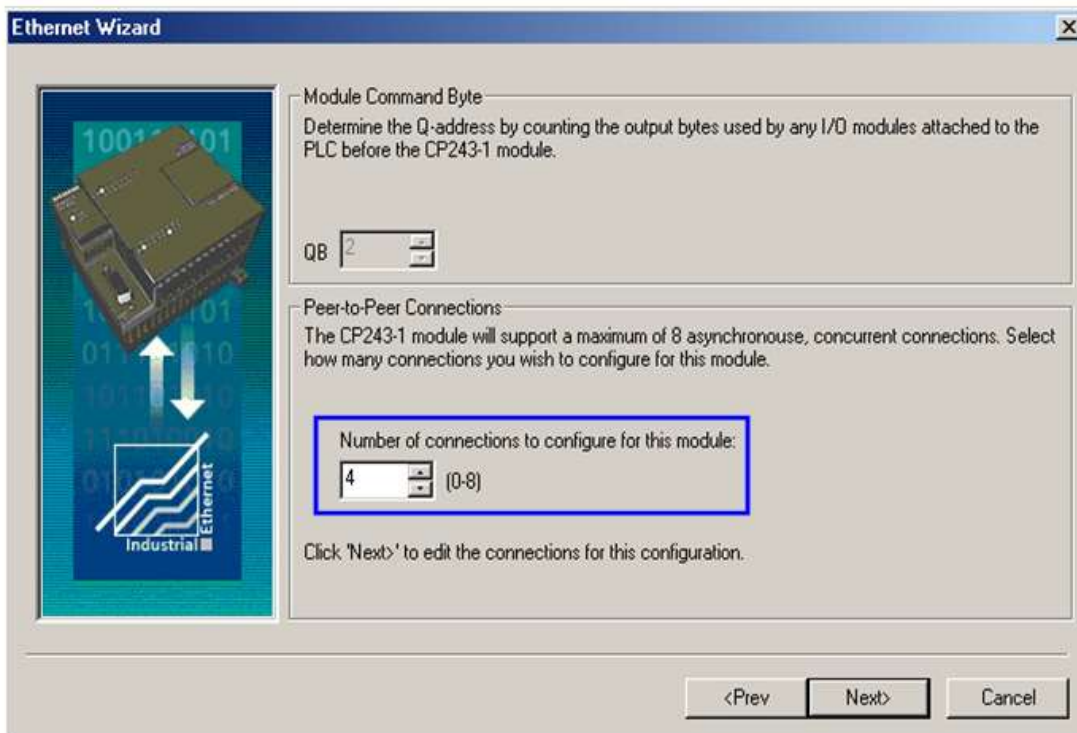 Ethernet Wizard
Module Command Byte
Determine the Q-address by counting the output bytes used by any I/O modules attached to the
PLC before the CP243-1 module.
QB 2
Peer-to-Peer Connections
The CP243-1 module will support a maximum of 8 asynchronouse, concurrent connections. Select
how many connections you wish to configure for this module.
Number of connections to configure for this module:
4 (0-8)
Click 'Next>' to edit the connections for this configuration.
Industrial
Ethernet
<Prev
Next>
Cancel